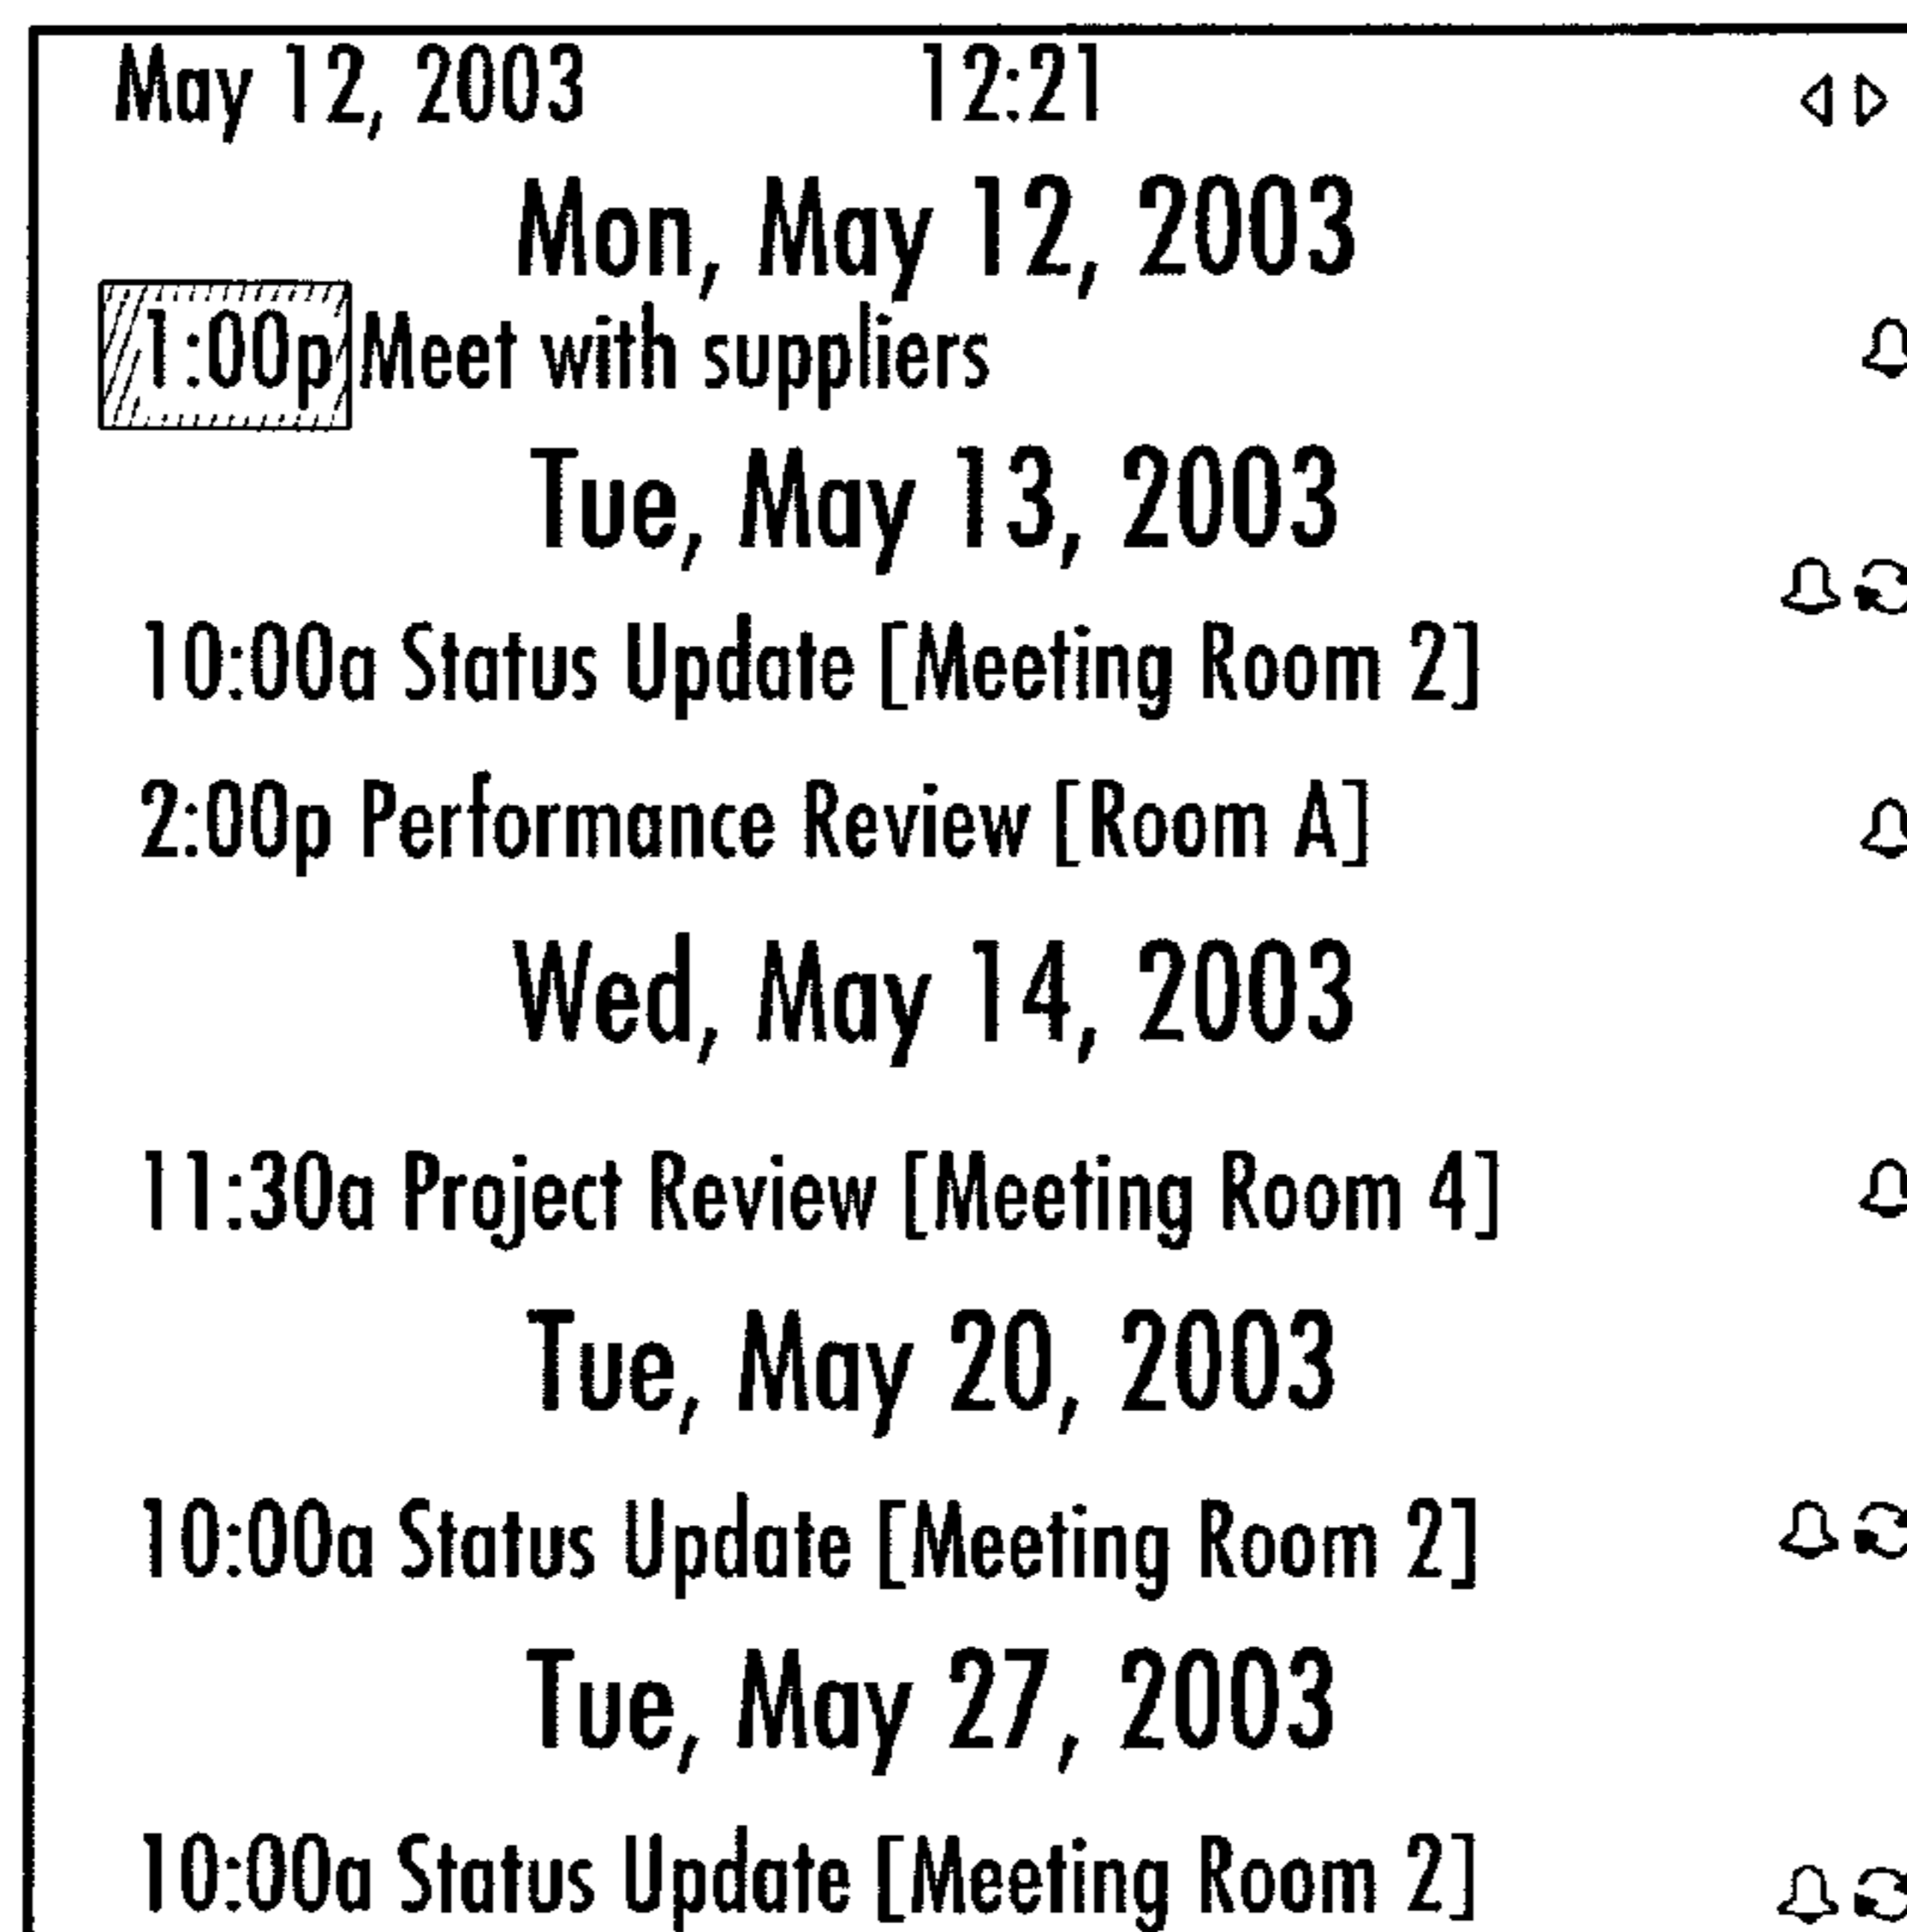 May 12, 2003 12:21
Mon, May 12, 2003
1:00p Meet with suppliers
Tue, May 13, 2003
10:00a Status Update [Meeting Room 2]
2:00p Performance Review [Room A]
Wed, May 14, 2003
11:30a Project Review [Meeting Room 4]
Tue, May 20, 2003
10:00a Status Update [Meeting Room 2]
Tue, May 27, 2003
10:00a Status Update [Meeting Room 2]